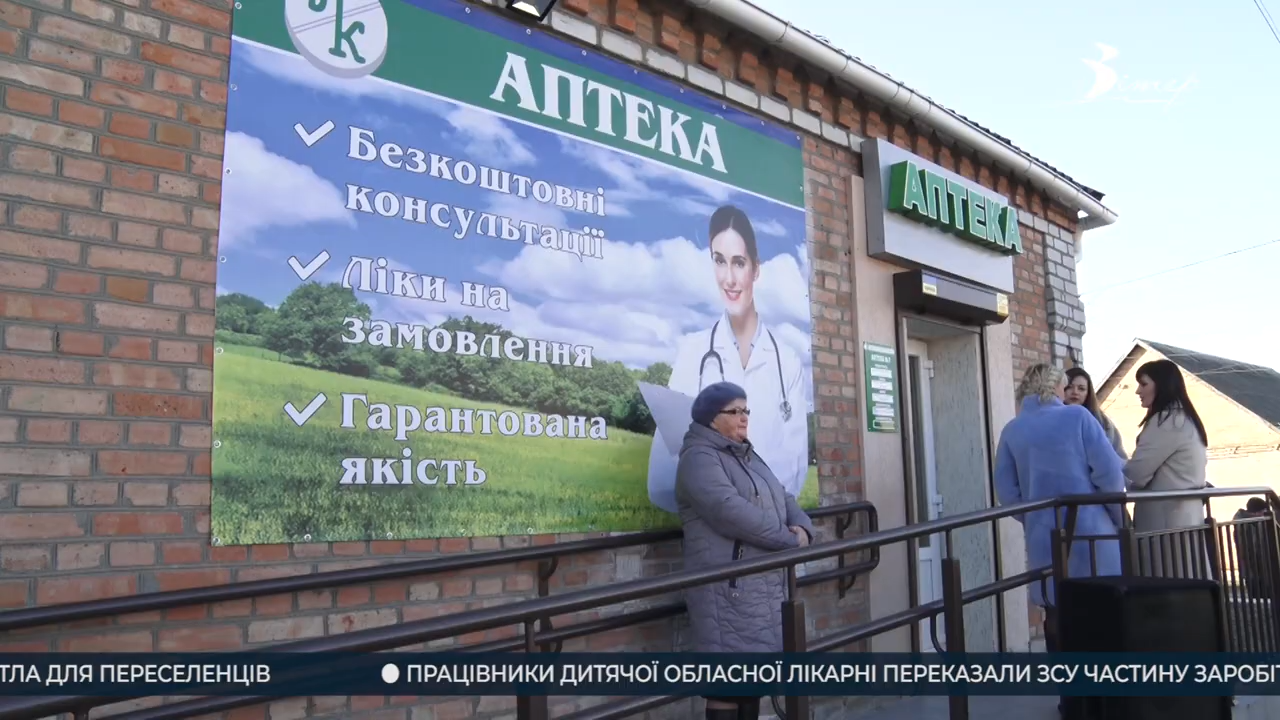 АПТЕКА
Безкоштовні
консультації
Ліки на
замовлення
Гарантована
якість
АПТЕКА
ТЛА ДЛЯ ПЕРЕСЕЛЕНЦІВ ● ПРАЦІВНИКИ ДИТЯЧОЇ ОБЛАСНОЇ ЛІКАРНІ ПЕРЕКАЗАЛИ ЗСУ ЧАСТИНУ ЗАРОБІТ